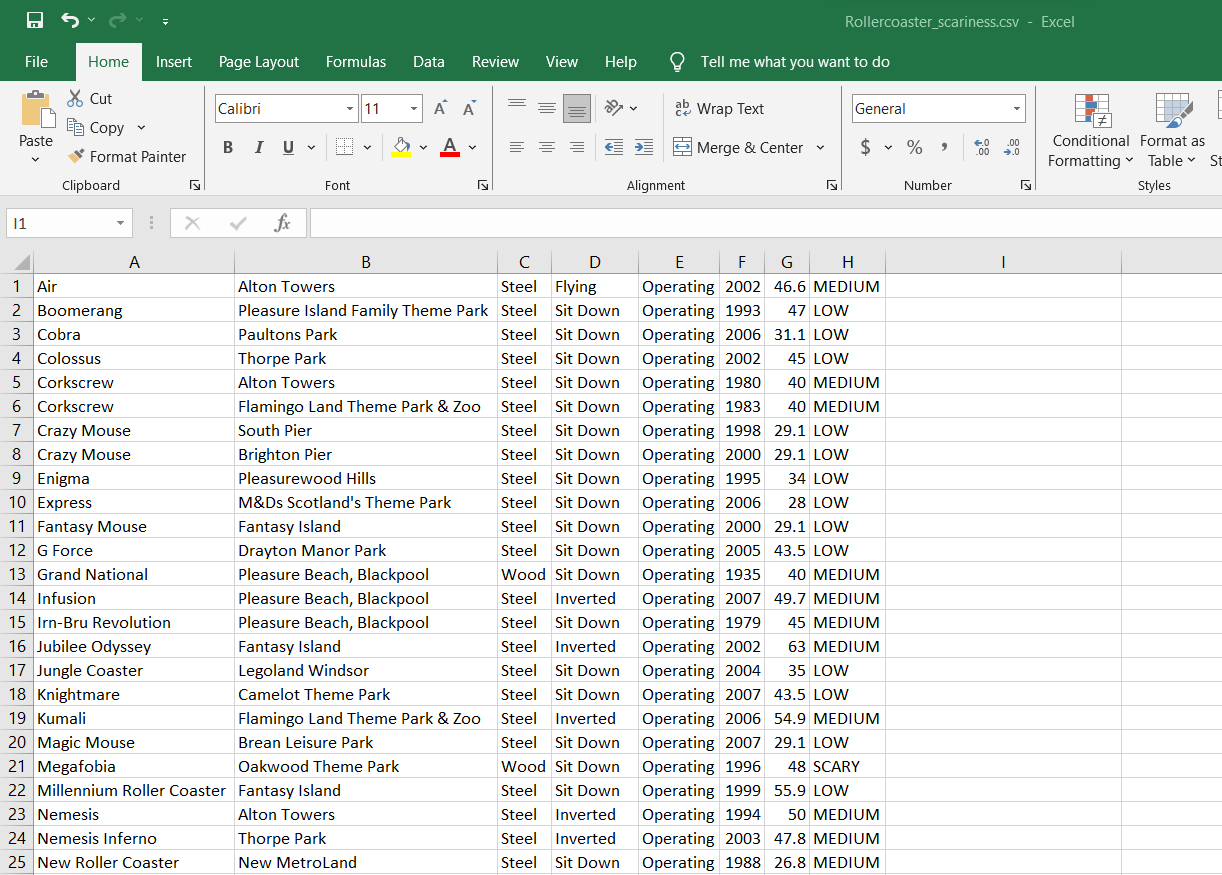 Rollercoaster_scariness.csv - Excel
File Home Insert Page Layout Formulas Data Review View Help Tell me what you want to do
Cut Calibri 11 A A ab Wrap Text General
Paste Copy B I U A Merge & Center $ % , Conditional Format as
Format Painter Formatting Table St
Clipboard Font Alignment Number Styles
I1 fx
A B C D E F G H I
1 Air Alton Towers Steel Flying Operating 2002 46.6 MEDIUM
2 Boomerang Pleasure Island Family Theme Park Steel Sit Down Operating 1993 47 LOW
3 Cobra Paultons Park Steel Sit Down Operating 2006 31.1 LOW
4 Colossus Thorpe Park Steel Sit Down Operating 2002 45 LOW
5 Corkscrew Alton Towers Steel Sit Down Operating 1980 40 MEDIUM
6 Corkscrew Flamingo Land Theme Park & Zoo Steel Sit Down Operating 1983 40 MEDIUM
7 Crazy Mouse South Pier Steel Sit Down Operating 1998 29.1 LOW
8 Crazy Mouse Brighton Pier Steel Sit Down Operating 2000 29.1 LOW
9 Enigma Pleasurewood Hills Steel Sit Down Operating 1995 34 LOW
10 Express M&Ds Scotland's Theme Park Steel Sit Down Operating 2006 28 LOW
11 Fantasy Mouse Fantasy Island Steel Sit Down Operating 2000 29.1 LOW
12 G Force Drayton Manor Park Steel Sit Down Operating 2005 43.5 LOW
13 Grand National Pleasure Beach, Blackpool Wood Sit Down Operating 1935 40 MEDIUM
14 Infusion Pleasure Beach, Blackpool Steel Inverted Operating 2007 49.7 MEDIUM
15 Irn-Bru Revolution Pleasure Beach, Blackpool Steel Sit Down Operating 1979 45 MEDIUM
16 Jubilee Odyssey Fantasy Island Steel Inverted Operating 2002 63 MEDIUM
17 Jungle Coaster Legoland Windsor Steel Sit Down Operating 2004 35 LOW
18 Knightmare Camelot Theme Park Steel Sit Down Operating 2007 43.5 LOW
19 Kumali Flamingo Land Theme Park & Zoo Steel Inverted Operating 2006 54.9 MEDIUM
20 Magic Mouse Brean Leisure Park Steel Sit Down Operating 2007 29.1 LOW
21 Megafobia Oakwood Theme Park Wood Sit Down Operating 1996 48 SCARY
22 Millennium Roller Coaster Fantasy Island Steel Sit Down Operating 1999 55.9 LOW
23 Nemesis Alton Towers Steel Inverted Operating 1994 50 MEDIUM
24 Nemesis Inferno Thorpe Park Steel Inverted Operating 2003 47.8 MEDIUM
25 New Roller Coaster New MetroLand Steel Sit Down Operating 1988 26.8 MEDIUM